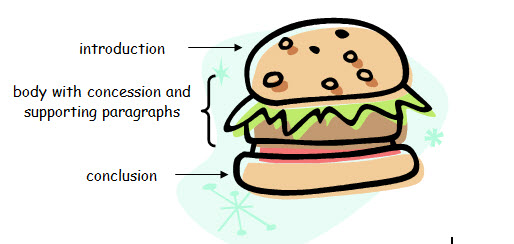 introduction
body with concession and
supporting paragraphs
conclusion